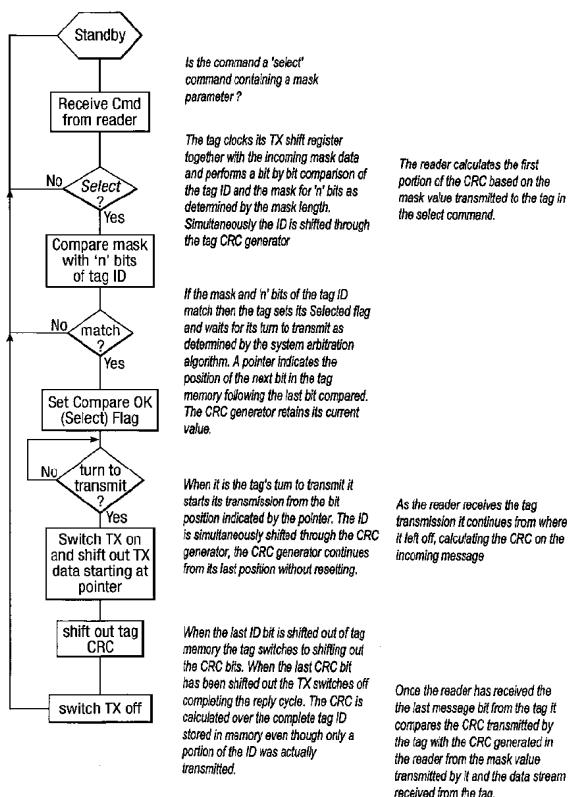 Standby
Receive Cmd
from reader
No
Select
?
Yes
Compare mask
with 'n' bits
of tag ID
No
match
?
Yes
Set Compare OK
(Select) Flag
No
turn to
transmit
?
Yes
Switch TX on
and shift out TX
data starting at
pointer
shift out tag
CRC
switch TX off
Is the command a 'select'
command containing a mask
parameter ?
The tag clocks its TX shift register
together with the incoming mask data
and performs a bit by bit comparison of
the tag ID and the mask for 'n' bits as
determined by the mask length.
Simultaneously the ID is shifted through
the tag CRC generator
If the mask and 'n' bits of the tag ID
match then the tag sets its Selected flag
and waits for its turn to transmit as
determined by the system arbitration
algorithm. A pointer indicates the
position of the next bit in the tag
memory following the last bit compared.
The CRC generator retains its current
value.
When it is the tag's turn to transmit it
starts its transmission from the bit
position indicated by the pointer. The ID
is simultaneously shifted through the CRC
generator, the CRC generator continues
from its last position without resetting.
When the last ID bit is shifted out of tag
memory the tag switches to shifting out
the CRC bits. When the last CRC bit
has been shifted out the TX switches off
completing the reply cycle. The CRC is
calculated over the complete tag ID
stored in memory even though only a
portion of the ID was actually
transmitted.
The reader calculates the first
portion of the CRC based on the
mask value transmitted to the tag in
the select command.
As the reader receives the tag
transmission it continues from where
it left off, calculating the CRC on the
incoming message
Once the reader has received the
the last message bit from the tag it
compares the CRC transmitted by
the tag with the CRC generated in
the reader from the mask value
transmitted by it and the data stream
received from the tag.